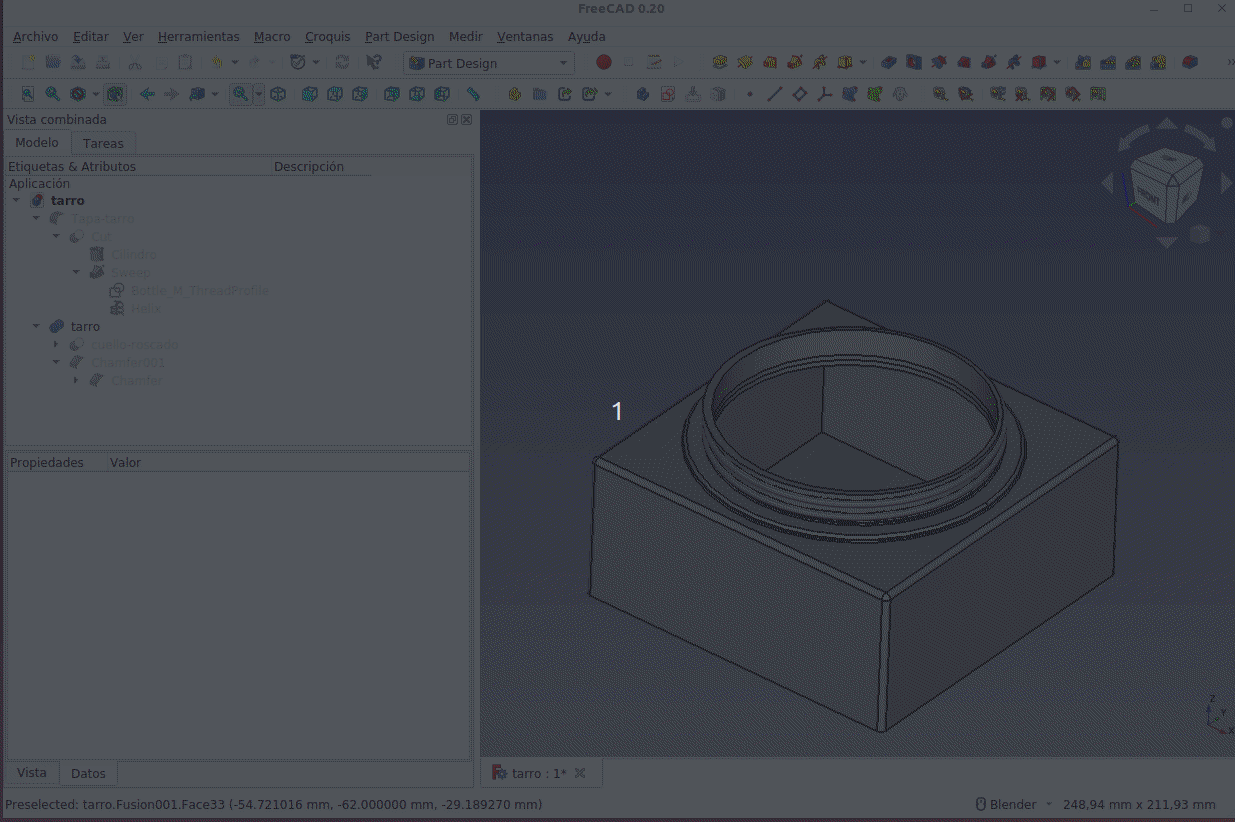 FreeCAD 0.20
Archivo Editar Ver Herramientas Macro Croquis Part Design Medir Ventanas Ayuda
Part Design
Vista combinada
Modelo Tareas
Etiquetas & Atributos Descripción
Aplicación
tarro
Tapa-tarro
Cut
Cilindro
Sweep
Bottle_M_ThreadProfile
Helix
tarro
cuello roscado
Chamfer001
Chamfer
1
FRONT
Propiedades Valor
Z
Y
X
Vista Datos
tarro : 1*
Preselected: tarro.Fusion001.Face33 (-54.721016 mm, -62.000000 mm, -29.189270 mm)
Blender 248,94 mm x 211,93 mm